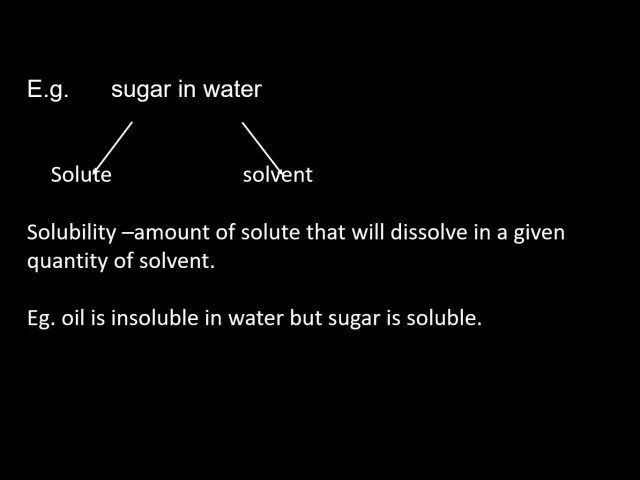 E.g. sugar in water
Solute solvent
Solubility –amount of solute that will dissolve in a given
quantity of solvent.
Eg. oil is insoluble in water but sugar is soluble.